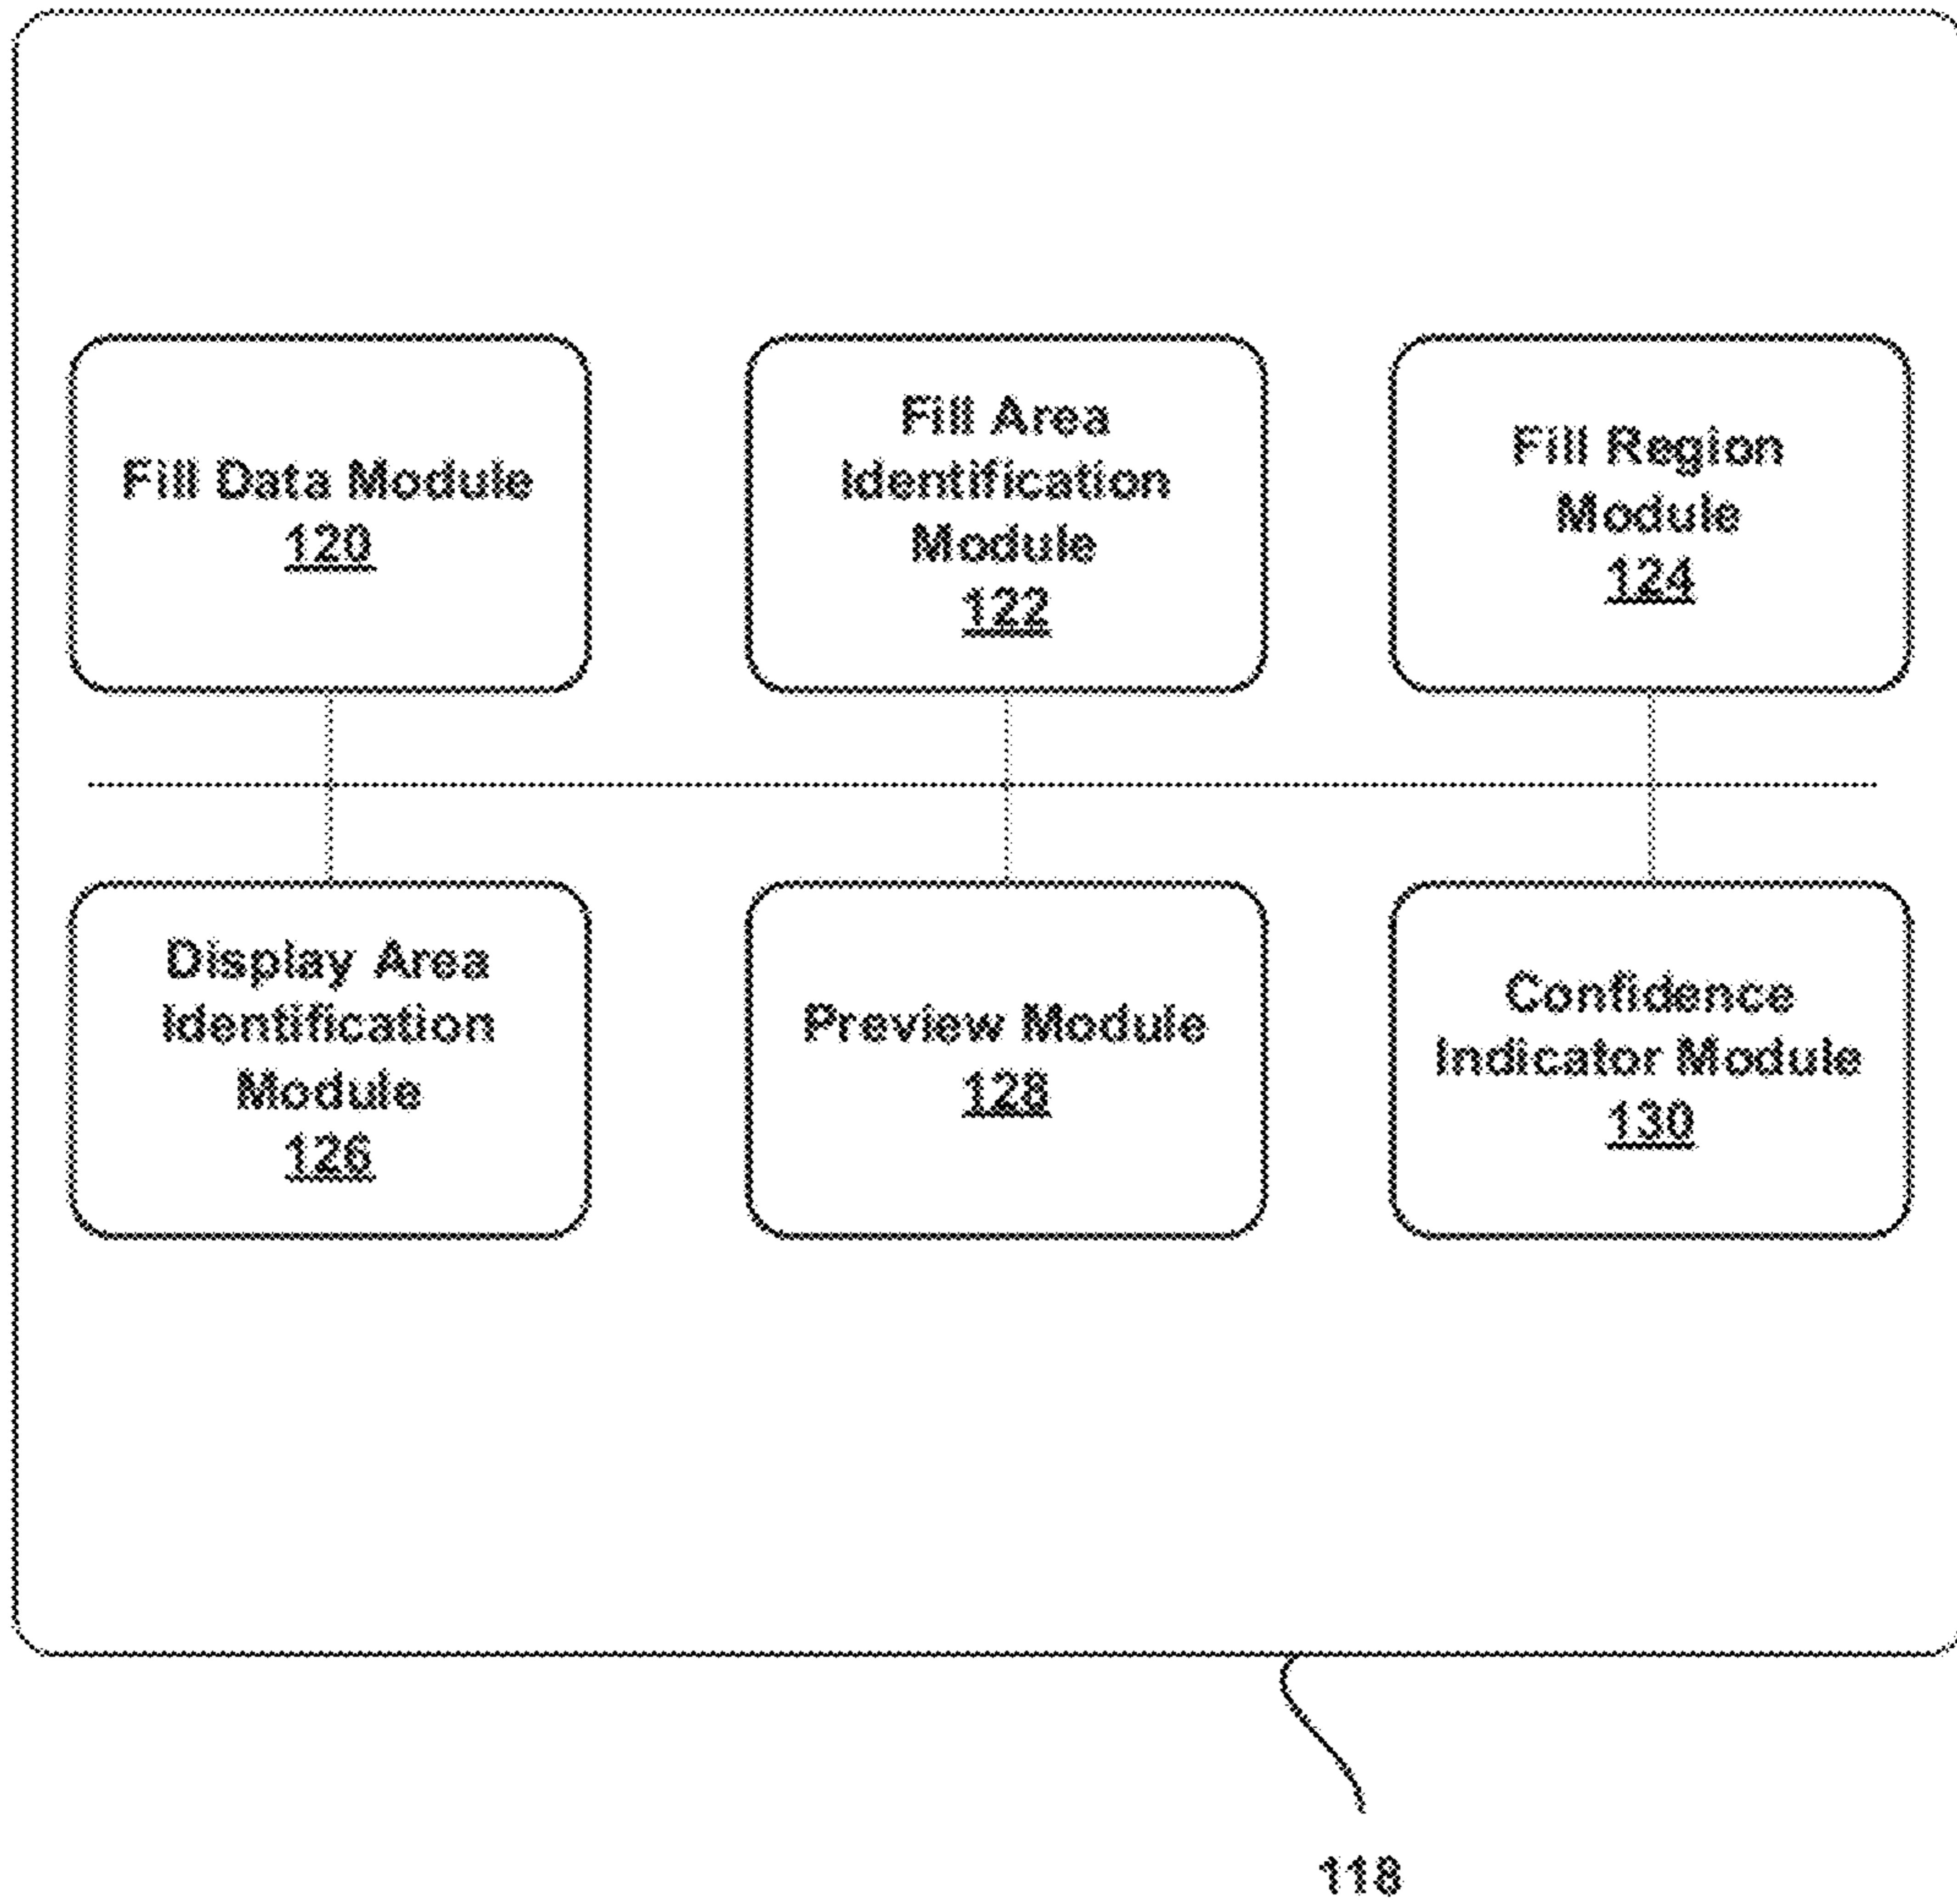 Fill Data Module
120
Fill Area
Identification
Module
122
Fill Region
Module
124
Display Area
Identification
Module
126
Preview Module
128
Confidence
Indicator Module
130
118